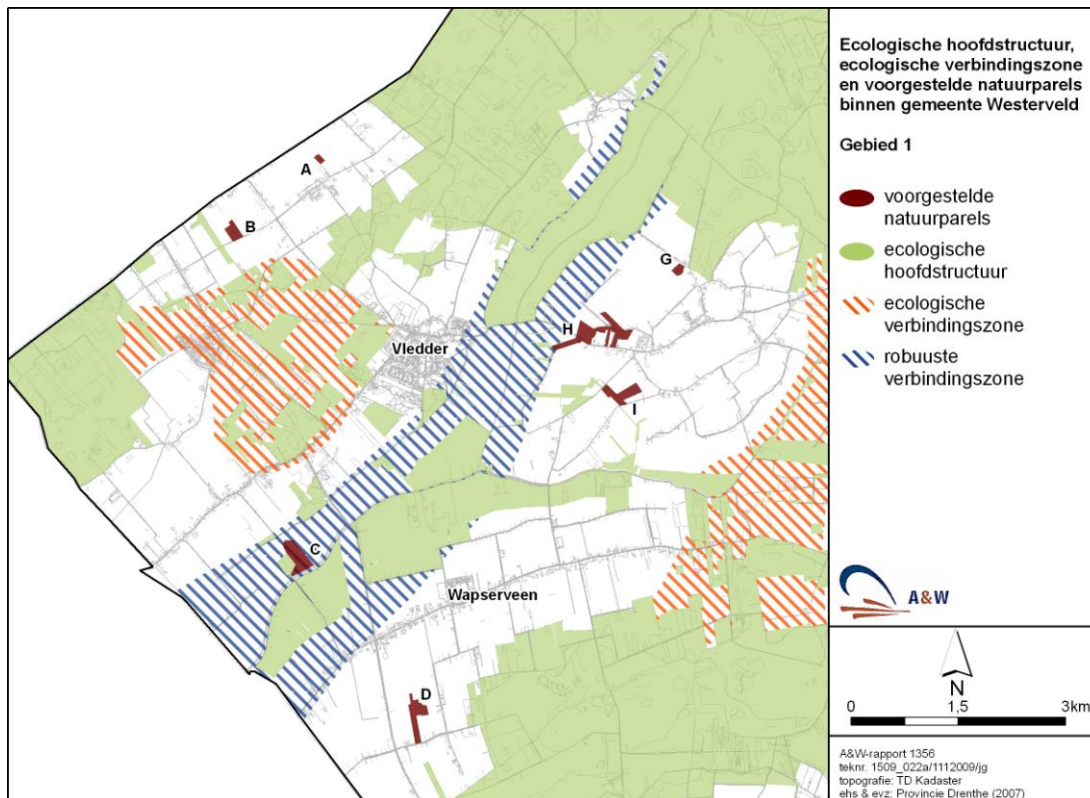 Ecologische hoofdstructuur,
ecologische verbindingszone
en voorgestelde natuurparels
binnen gemeente Westerveld
Gebied 1
voorgestelde
natuurparels
ecologische
hoofdstructuur
ecologische
verbindingszone
robuuste
verbindingszone
A
B
G
H
Vledder
I
C
Wapserveen
D
A&W
N
0 1,5 3km
A&W-rapport 1356
teknr. 1509_022a/1112009/jg
topografie: TD Kadaster
ehs & evz: Provincie Drenthe (2007)